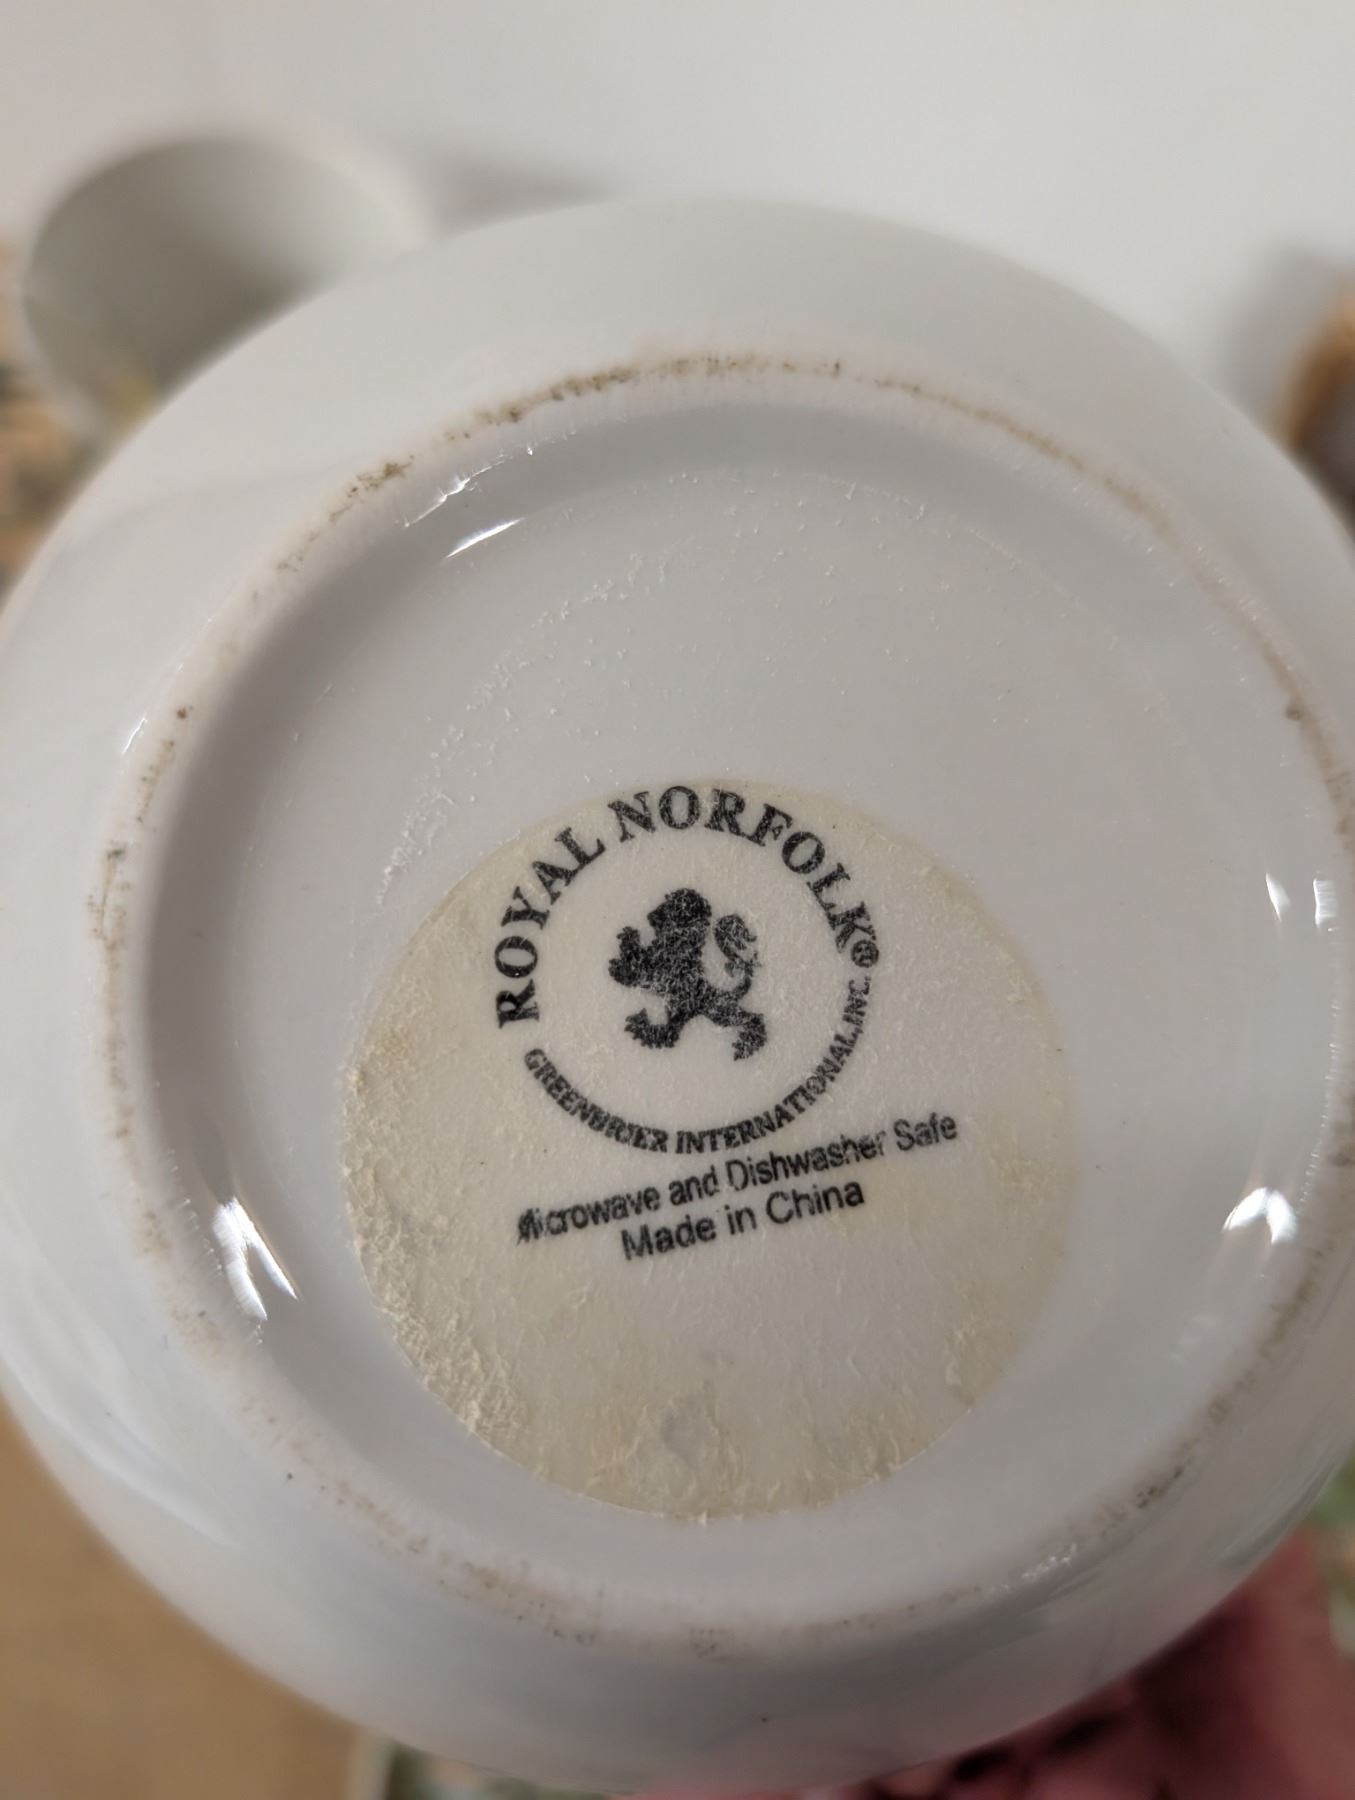 ROYAL NORFOLK®
GREENBRIER INTERNATIONAL, INC.
Microwave and Dishwasher Safe
Made in China